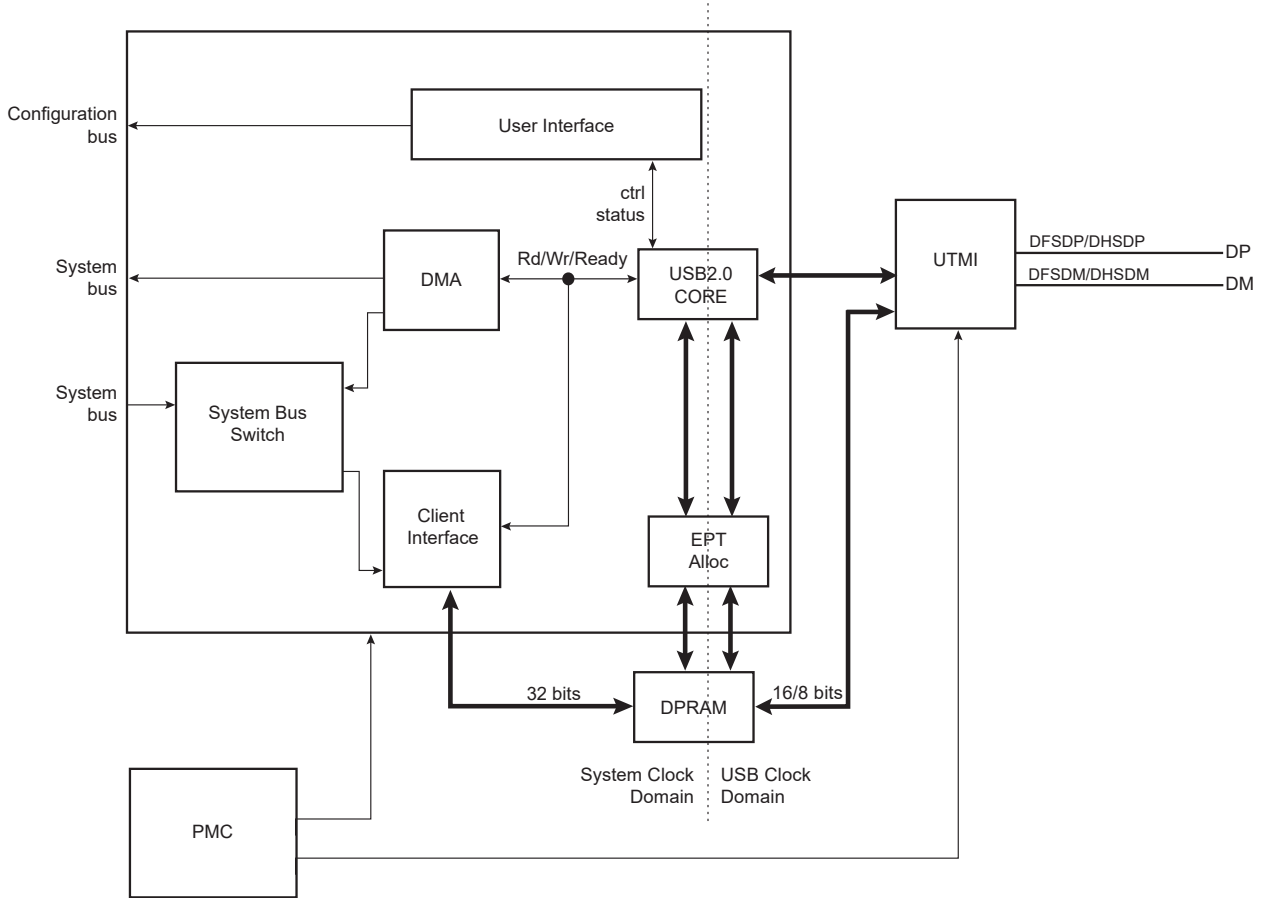 Configuration
bus
User Interface
ctrl
status
System
bus
DMA
Rd/Wr/Ready
USB2.0
CORE
UTMI
DFSDP/DHSDP
DP
DFSDM/DHSDM
DM
System
bus
System Bus
Switch
Client
Interface
EPT
Alloc
32 bits
DPRAM
16/8 bits
System Clock
Domain
USB Clock
Domain
PMC